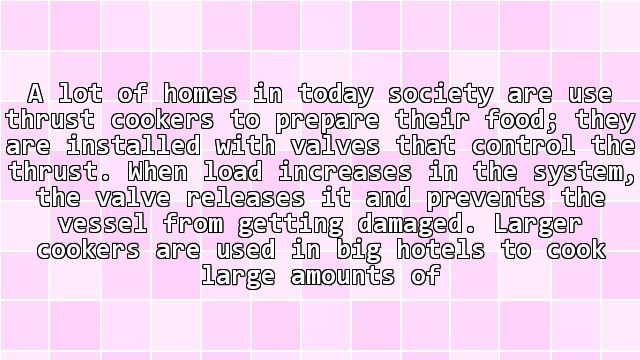 A lot of homes in today society are use
thrust cookers to prepare their food; they
are installed with valves that control the
thrust. When load increases in the system,
the valve releases it and prevents the
vessel from getting damaged. Larger
cookers are used in big hotels to cook
large amounts of